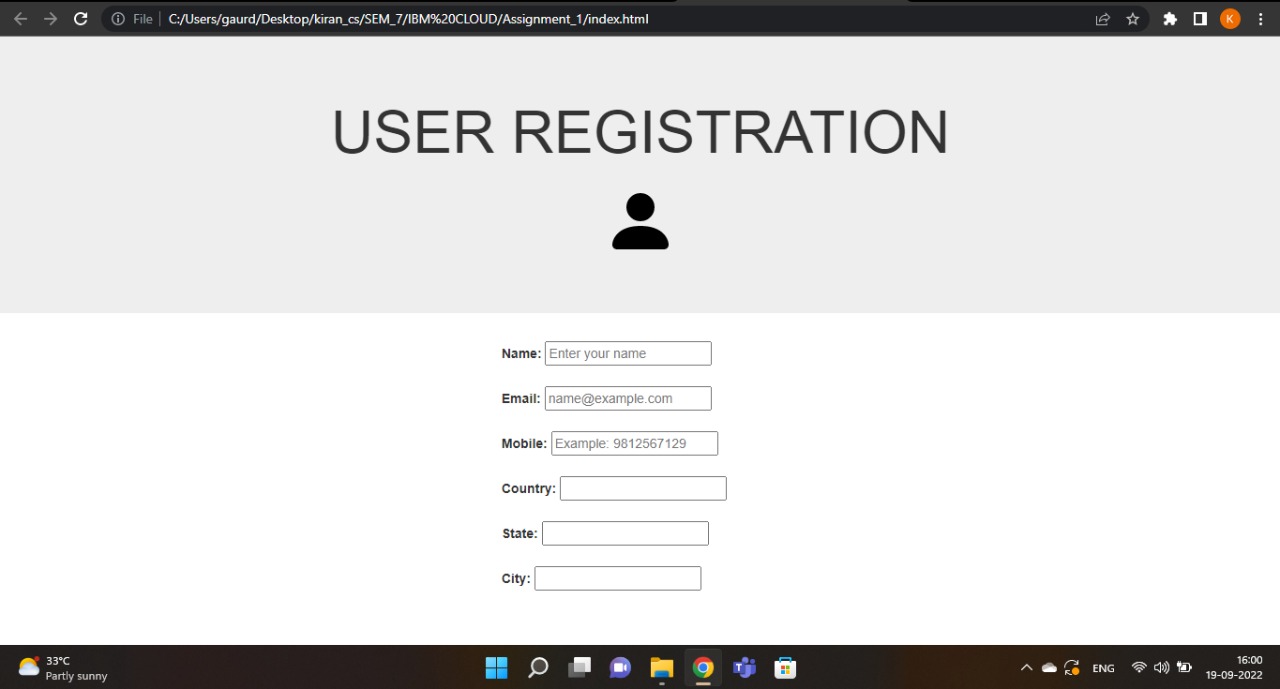 File C:/Users/gaurd/Desktop/kiran_cs/SEM_7/IBM%20CLOUD/Assignment_1/index.html K
USER REGISTRATION
Name: Enter your name
Email: name@example.com
Mobile: Example: 9812567129
Country:
State:
City:
33°C
Partly sunny
ENG
16:00
19-09-2022